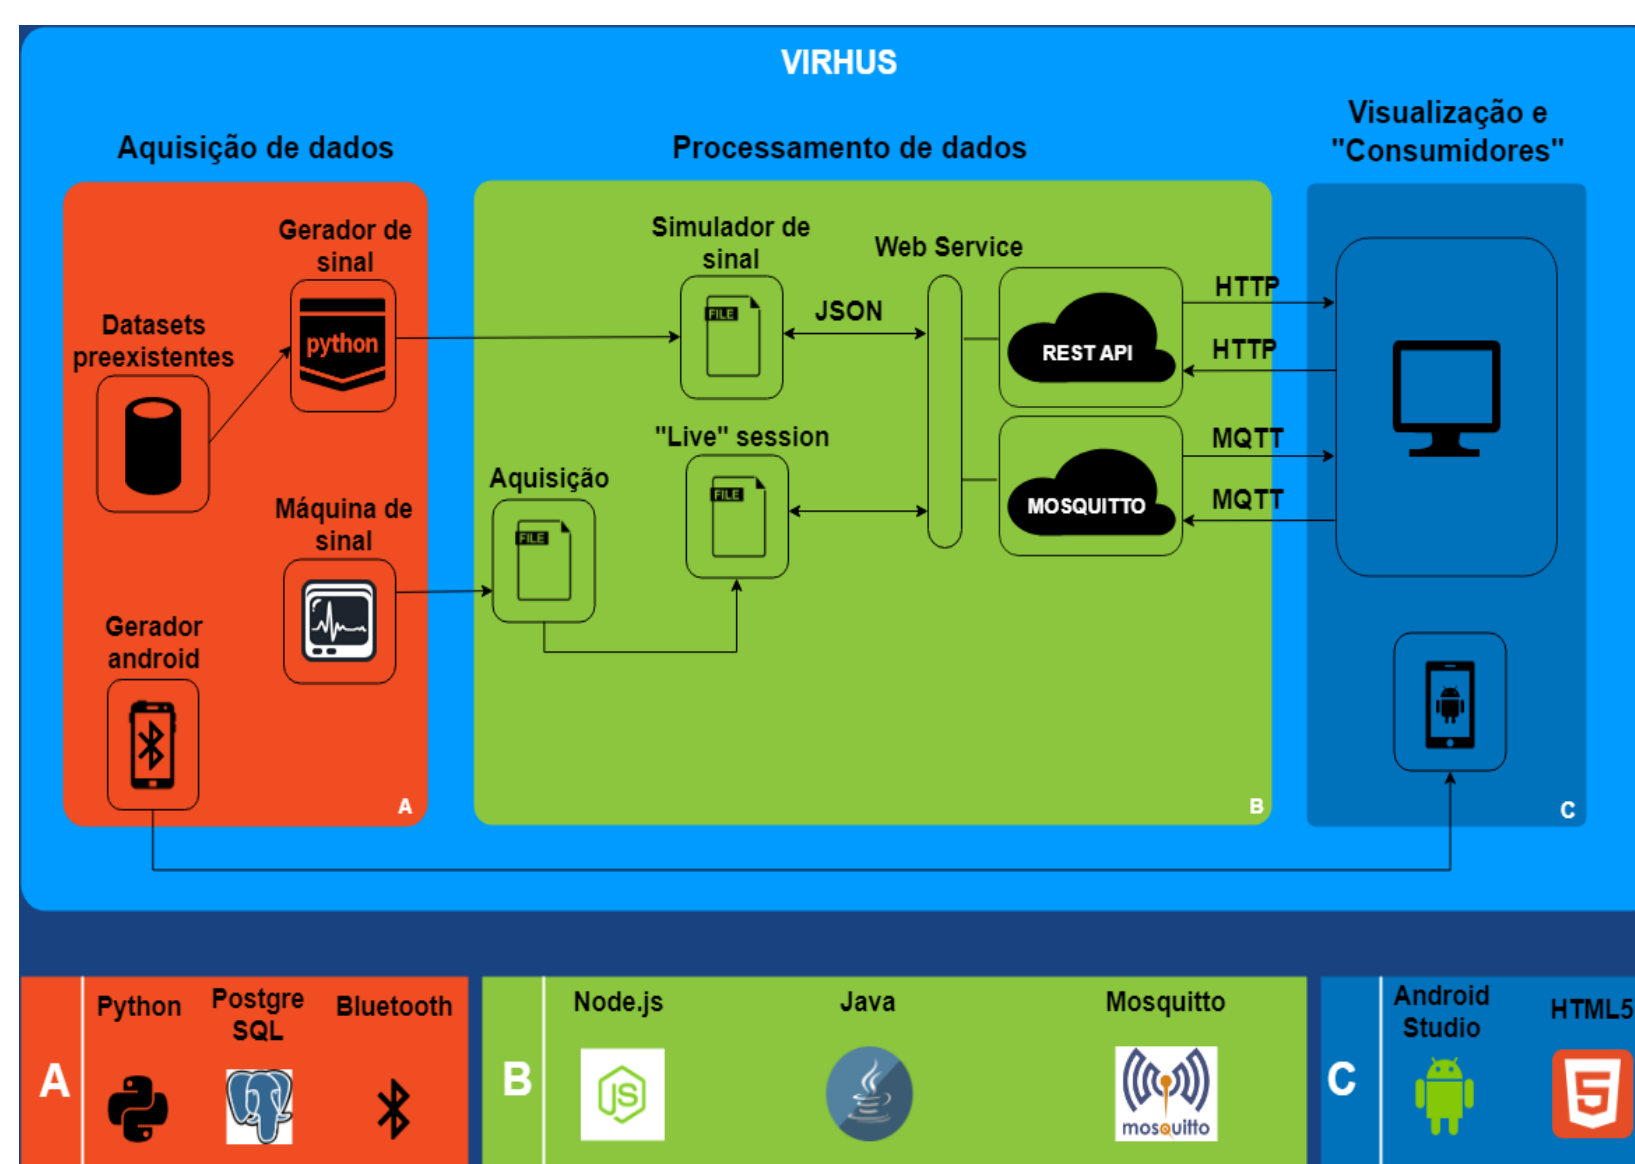 VIRHUS
Aquisição de dados
Processamento de dados
Visualização e
"Consumidores"
Gerador de
sinal
python
Datasets
preexistentes
Máquina de
sinal
Gerador
android
A
Simulador de
sinal
FILE
JSON
Web Service
REST API
"Live" session
FILE
Aquisição
FILE
MOSQUITTO
B
HTTP
HTTP
MQTT
MQTT
C
A
Python
Postgre
SQL
Bluetooth
B
Node.js
JS
Java
Mosquitto
mosquitto
C
Android
Studio
HTML5
5